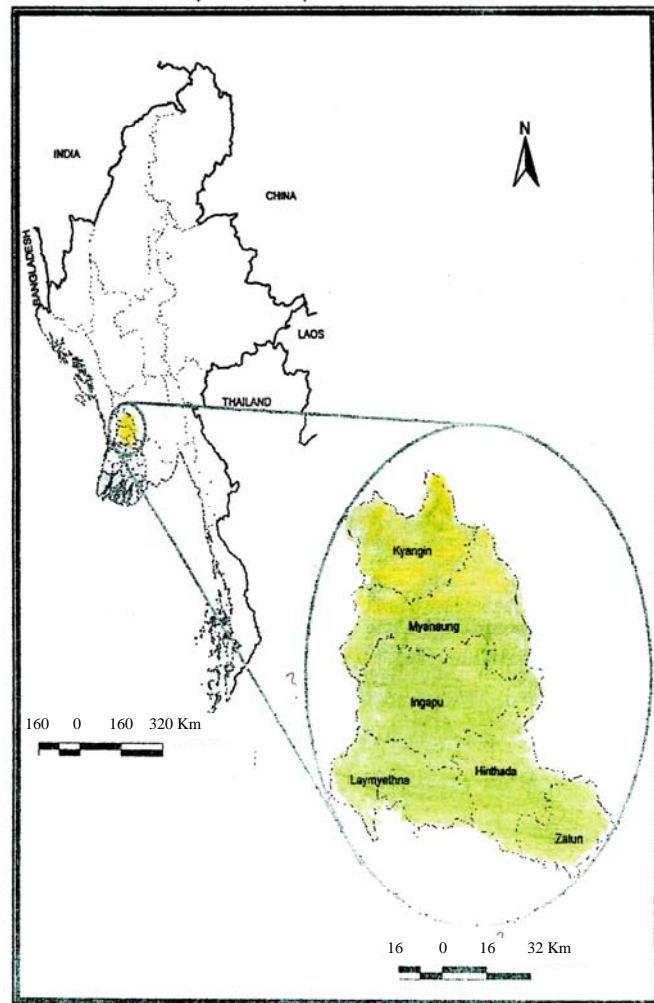 N
INDIA
CHINA
BANGLADESH
LAOS
THAILAND
Kyangin
Myanaung
Ingapu
Laymyethna
Hinthada
Zalun
160 0 160 320 Km
16 0 16 32 Km